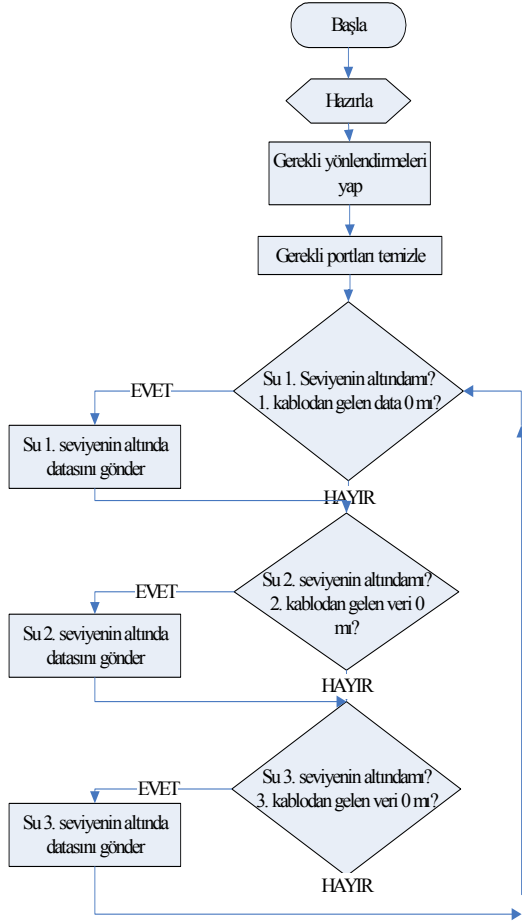 Başla
Hazırla
Gerekli yönlendirmeleri
yap
Gerekli portları temizle
Su 1. Seviyenin altındamı?
1. kablodan gelen data 0 mı?
EVET
Su 1. seviyenin altında
datasını gönder
HAYIR
Su 2. seviyenin altındamı?
2. kablodan gelen veri 0
mı?
EVET
Su 2. seviyenin altında
datasını gönder
HAYIR
Su 3. seviyenin altındamı?
3. kablodan gelen veri 0 mı?
EVET
Su 3. seviyenin altında
datasını gönder
HAYIR